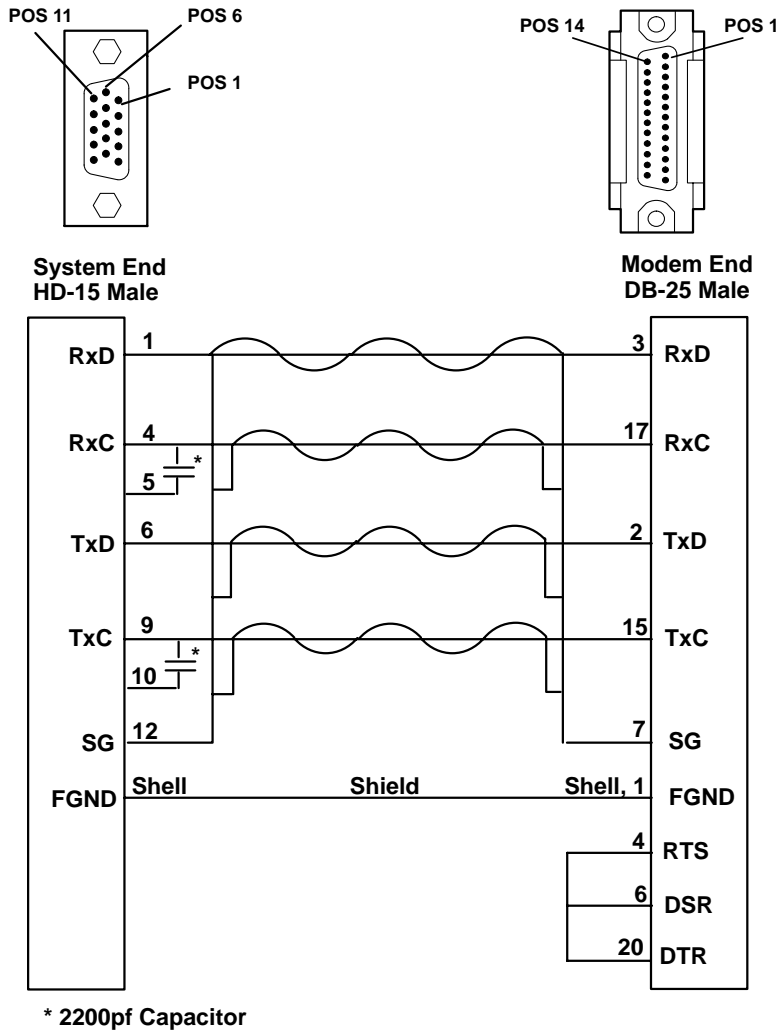 POS 11 POS 6 POS 14 POS 1
POS 1
System End Modem End
HD-15 Male DB-25 Male
RxD 1 3 RxD
RxC 4 17 RxC
*
5
TxD 6 2 TxD
TxC 9 15 TxC
*
10
SG 12 7 SG
FGND Shell Shield Shell, 1 FGND
4 RTS
6 DSR
20 DTR
* 2200pf Capacitor